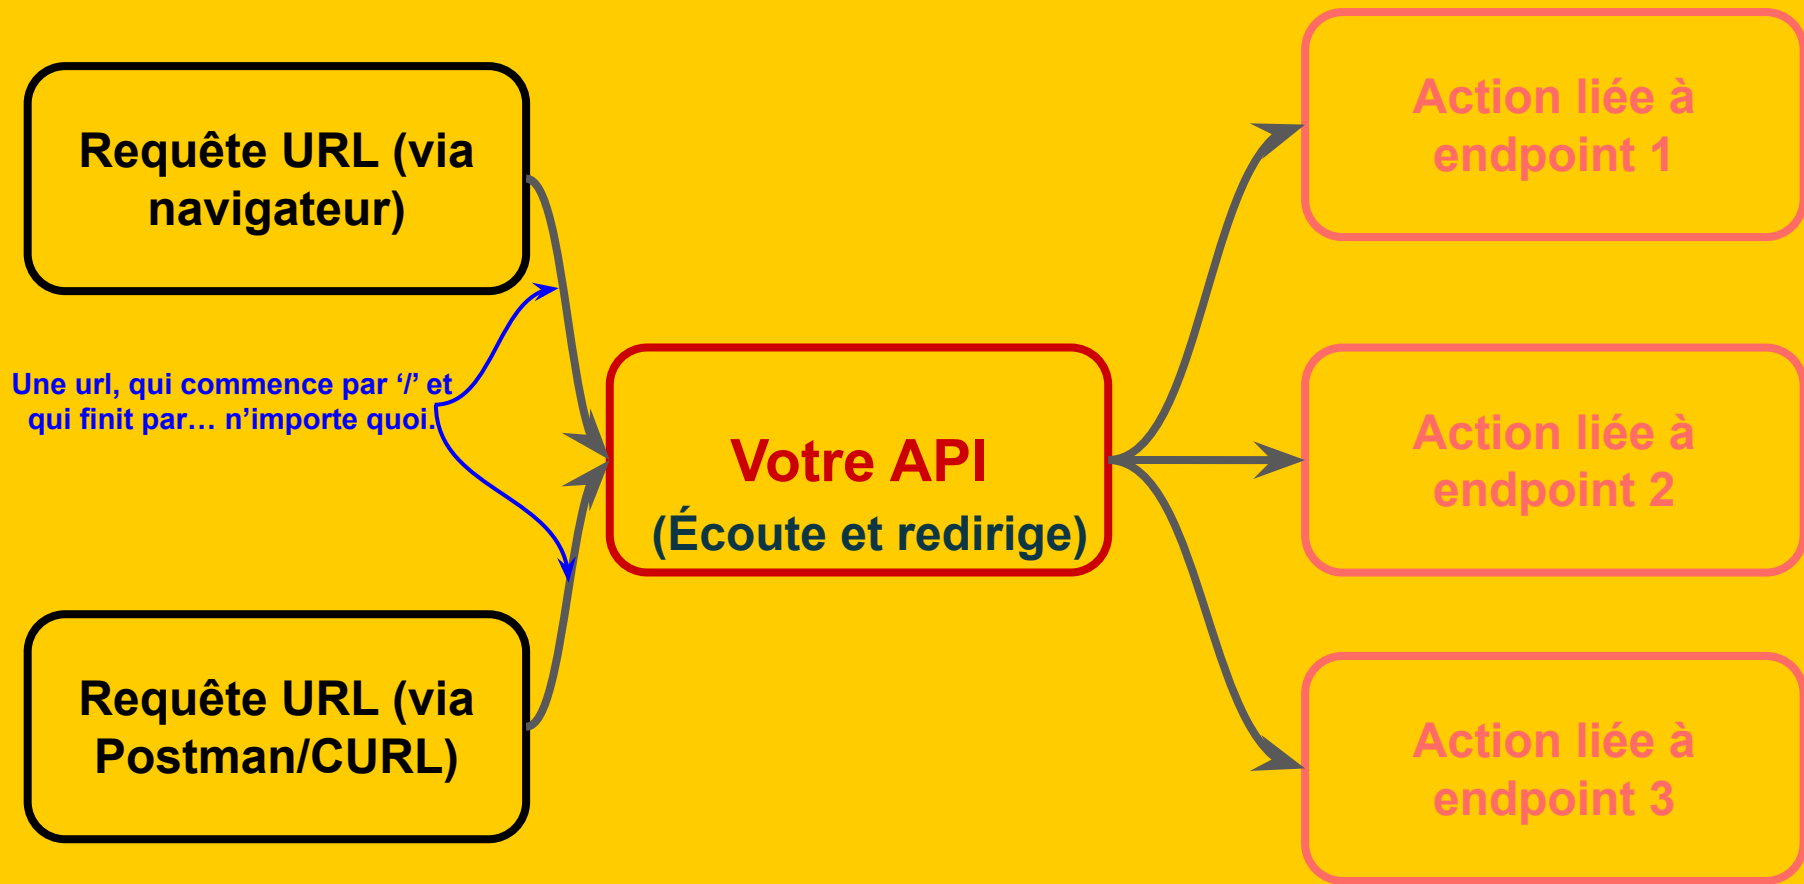 Requête URL (via
navigateur)
Une url, qui commence par ‘/’ et
qui finit par… n’importe quoi.
Requête URL (via
Postman/CURL)
Votre API
(Écoute et redirige)
Action liée à
endpoint 1
Action liée à
endpoint 2
Action liée à
endpoint 3